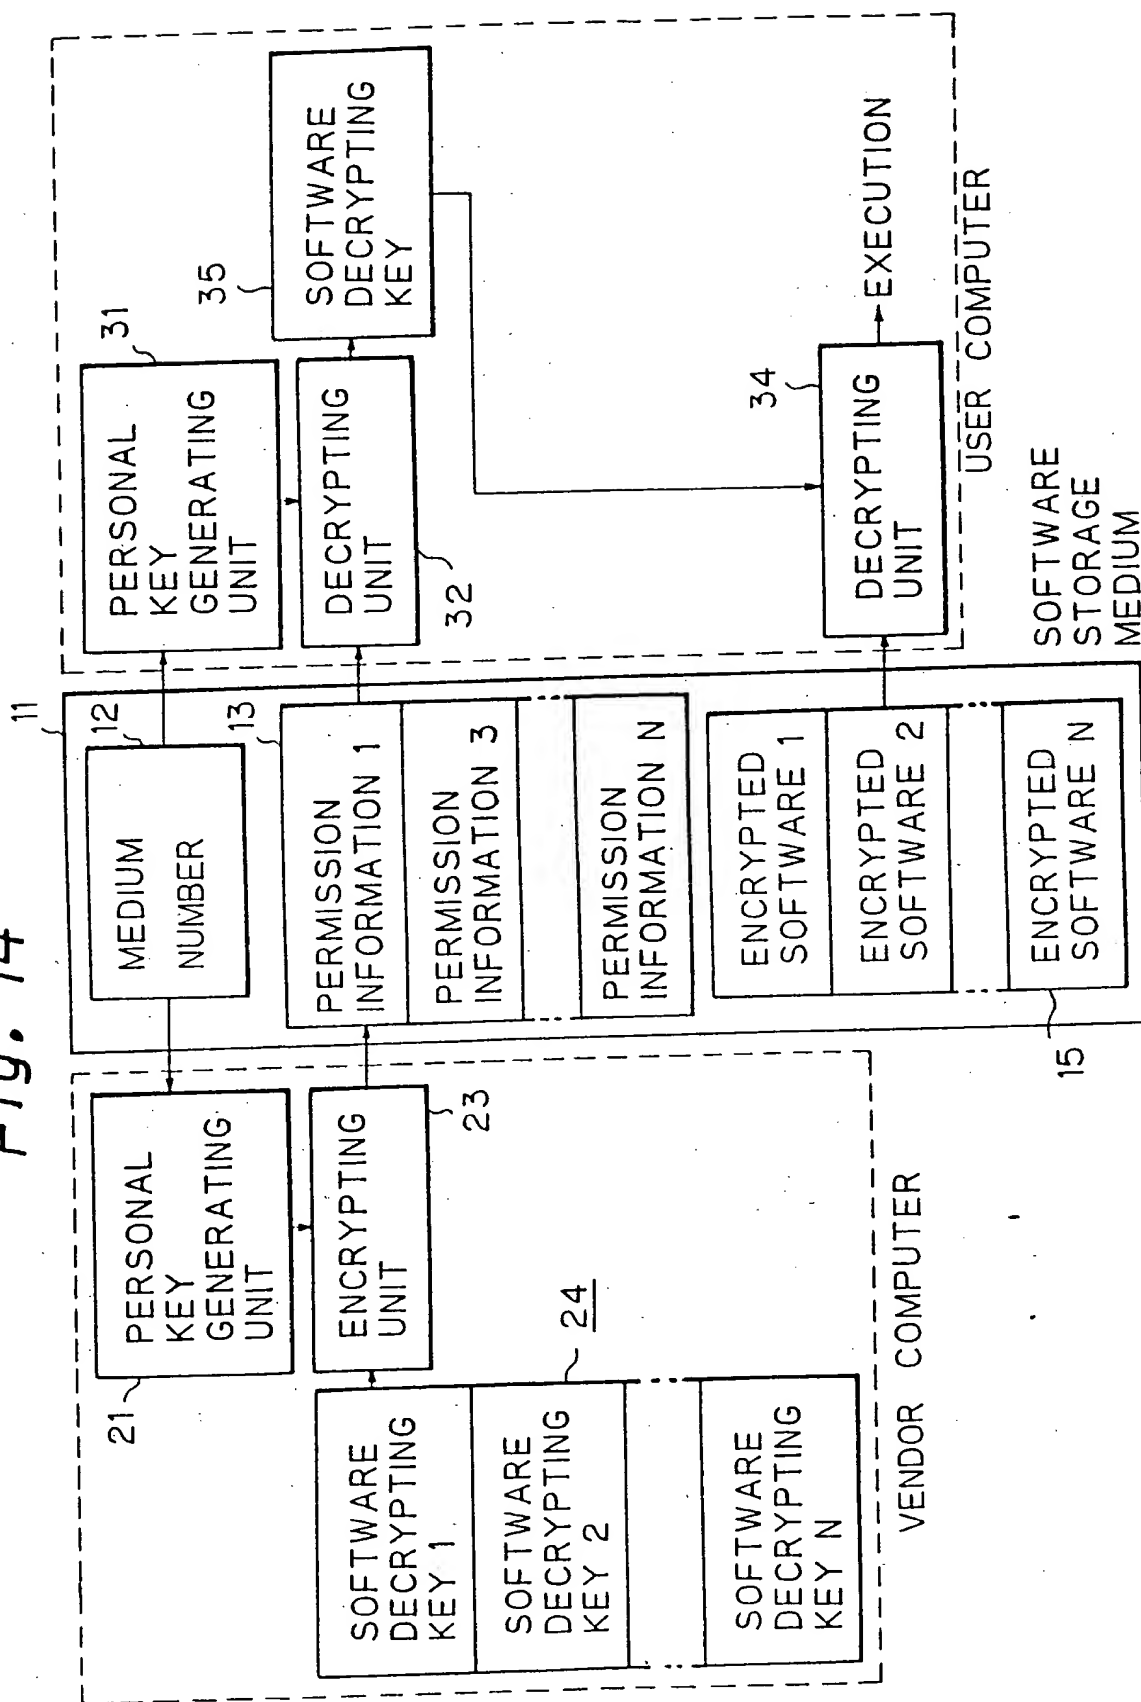 Fig. 14
21
PERSONAL
KEY
GENERATING
UNIT
ENCRYPTING
UNIT
23
SOFTWARE
DECRYPTING
KEY 1
SOFTWARE
DECRYPTING
KEY 2
SOFTWARE
DECRYPTING
KEY N
24
VENDOR COMPUTER
11
12
MEDIUM
NUMBER
13
PERMISSION
INFORMATION 1
PERMISSION
INFORMATION 3
PERMISSION
INFORMATION N
ENCRYPTED
SOFTWARE 1
ENCRYPTED
SOFTWARE 2
ENCRYPTED
SOFTWARE N
15
SOFTWARE
STORAGE
MEDIUM
31
PERSONAL
KEY
GENERATING
UNIT
DECRYPTING
UNIT
32
35
SOFTWARE
DECRYPTING
KEY
34
DECRYPTING
UNIT
EXECUTION
USER COMPUTER